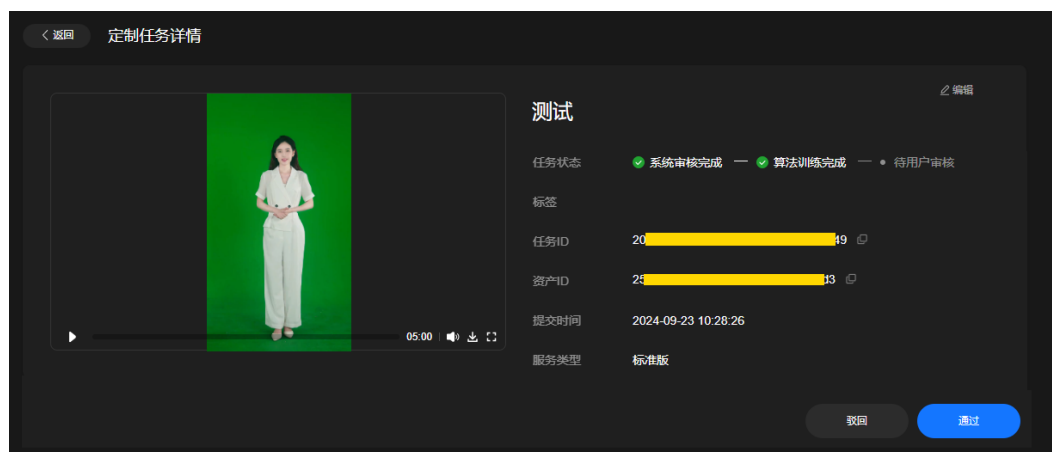 返回 定制任务详情
编辑
测试
任务状态 系统审核完成 算法训练完成 待用户审核
标签
任务ID 20 49
资产ID 25 d3
提交时间 2024-09-23 10:28:26
服务类型 标准版
05:00
驳回 通过